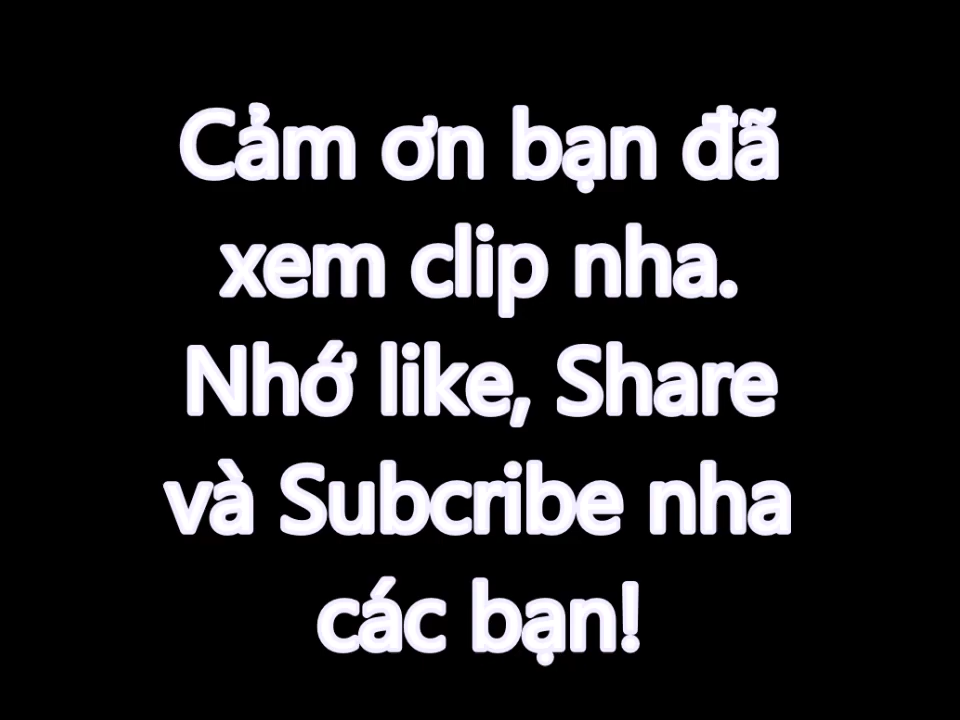 Cảm ơn bạn đã
xem clip nha.
Nhớ like, Share
và Subcribe nha
các bạn!